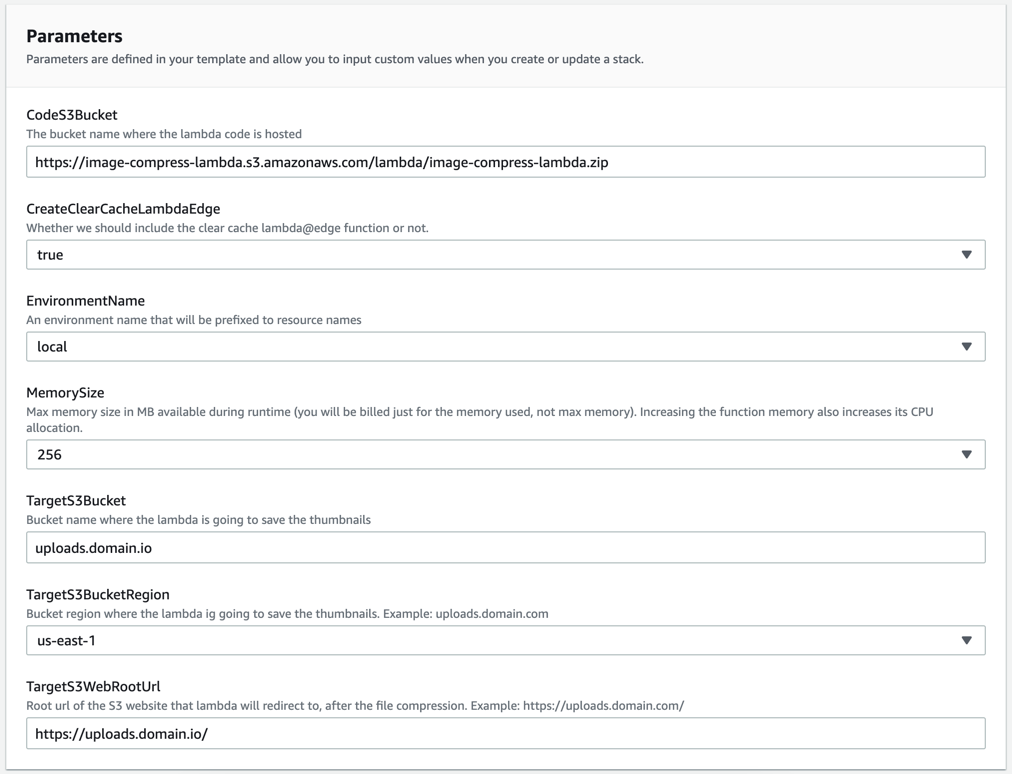 Parameters
Parameters are defined in your template and allow you to input custom values when you create or update a stack.
CodeS3Bucket
The bucket name where the lambda code is hosted
https://image-compress-lambda.s3.amazonaws.com/lambda/image-compress-lambda.zip
CreateClearCacheLambdaEdge
Whether we should include the clear cache lambda@edge function or not.
true
EnvironmentName
An environment name that will be prefixed to resource names
local
MemorySize
Max memory size in MB available during runtime (you will be billed just for the memory used, not max memory). Increasing the function memory also increases its CPU
allocation.
256
TargetS3Bucket
Bucket name where the lambda is going to save the thumbnails
uploads.domain.io
TargetS3BucketRegion
Bucket region where the lambda ig going to save the thumbnails. Example: uploads.domain.com
us-east-1
TargetS3WebRootUrl
Root url of the S3 website that lambda will redirect to, after the file compression. Example: https://uploads.domain.com/
https://uploads.domain.io/